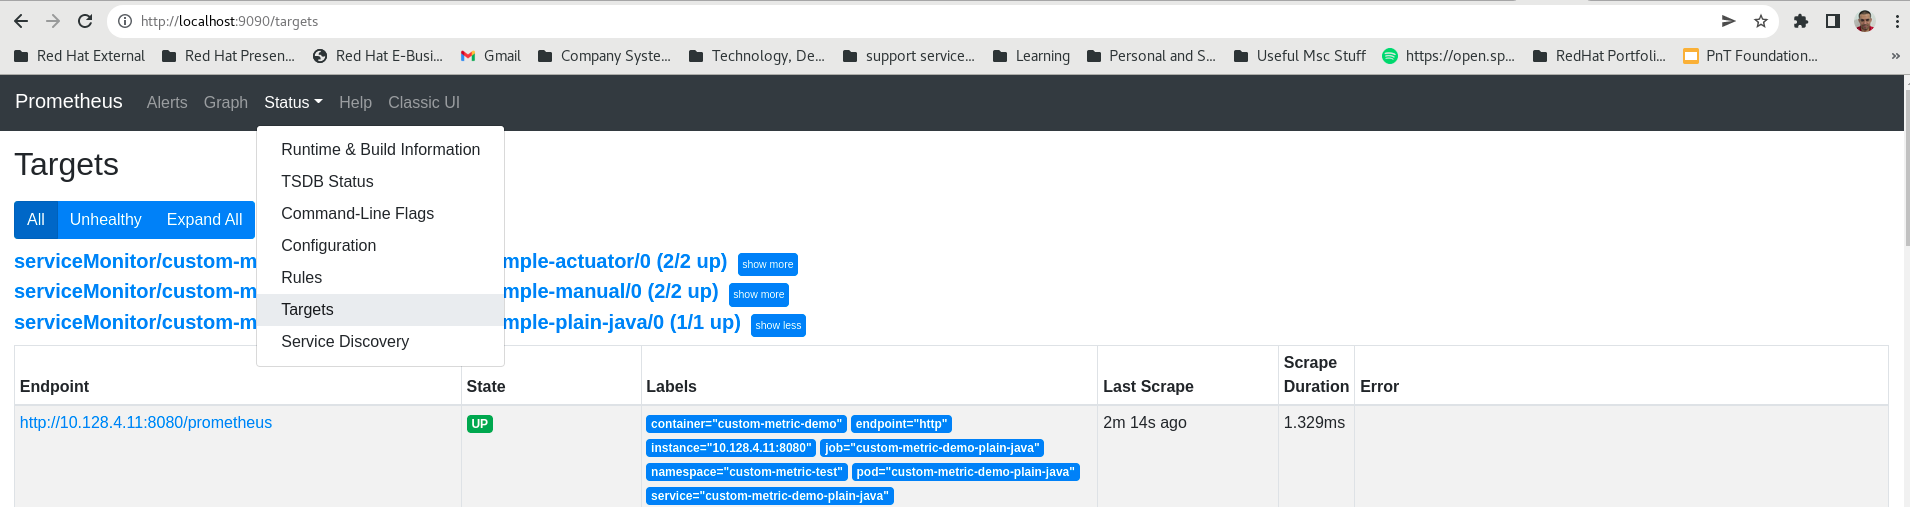 http://localhost:9090/targets
Red Hat External Red Hat Presen... Red Hat E-Busi... Gmail Company Syste... Technology, De... support service... Learning Personal and S... Useful Msc Stuff https://open.sp... RedHat Portfoli... PnT Foundation... »
Prometheus Alerts Graph Status Help Classic UI
Runtime & Build Information
TSDB Status
Command-Line Flags
Configuration
Rules
Targets
Service Discovery
Targets
All Unhealthy Expand All
serviceMonitor/custom-m mple-actuator/0 (2/2 up) show more
serviceMonitor/custom-m mple-manual/0 (2/2 up) show more
serviceMonitor/custom-m mple-plain-java/0 (1/1 up) show less
Endpoint State Labels Last Scrape Scrape Duration Error
http://10.128.4.11:8080/prometheus UP container="custom-metric-demo" endpoint="http" 2m 14s ago 1.329ms
instance="10.128.4.11:8080" job="custom-metric-demo-plain-java"
namespace="custom-metric-test" pod="custom-metric-demo-plain-java"
service="custom-metric-demo-plain-java"